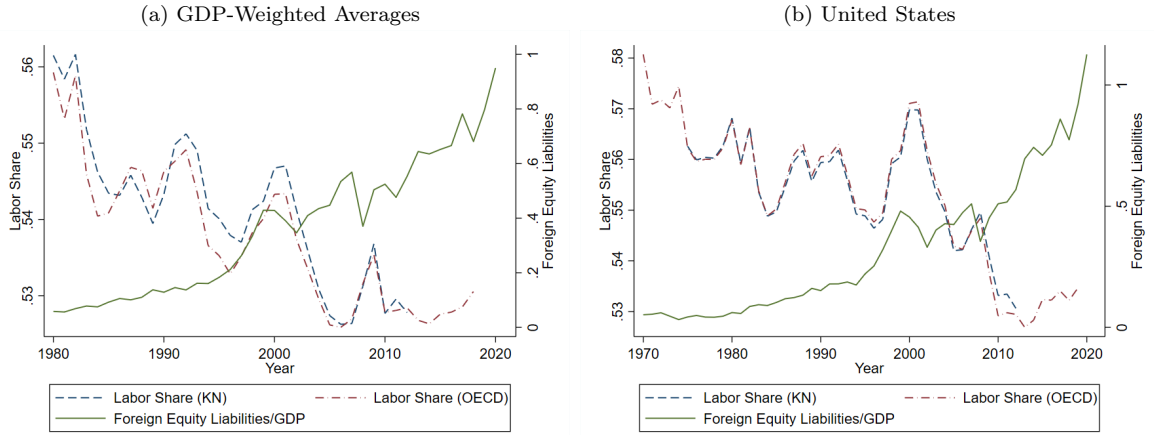 (a) GDP-Weighted Averages
Labor Share
.53 .54 .55 .56
0 .2 .4 .6 .8 1
Foreign Equity Liabilities
1980 1990 2000 2010 2020
Year
Labor Share (KN) Labor Share (OECD)
Foreign Equity Liabilities/GDP
(b) United States
Labor Share
.53 .54 .55 .56 .57 .58
0 .5 1
Foreign Equity Liabilities
1970 1980 1990 2000 2010 2020
Year
Labor Share (KN) Labor Share (OECD)
Foreign Equity Liabilities/GDP